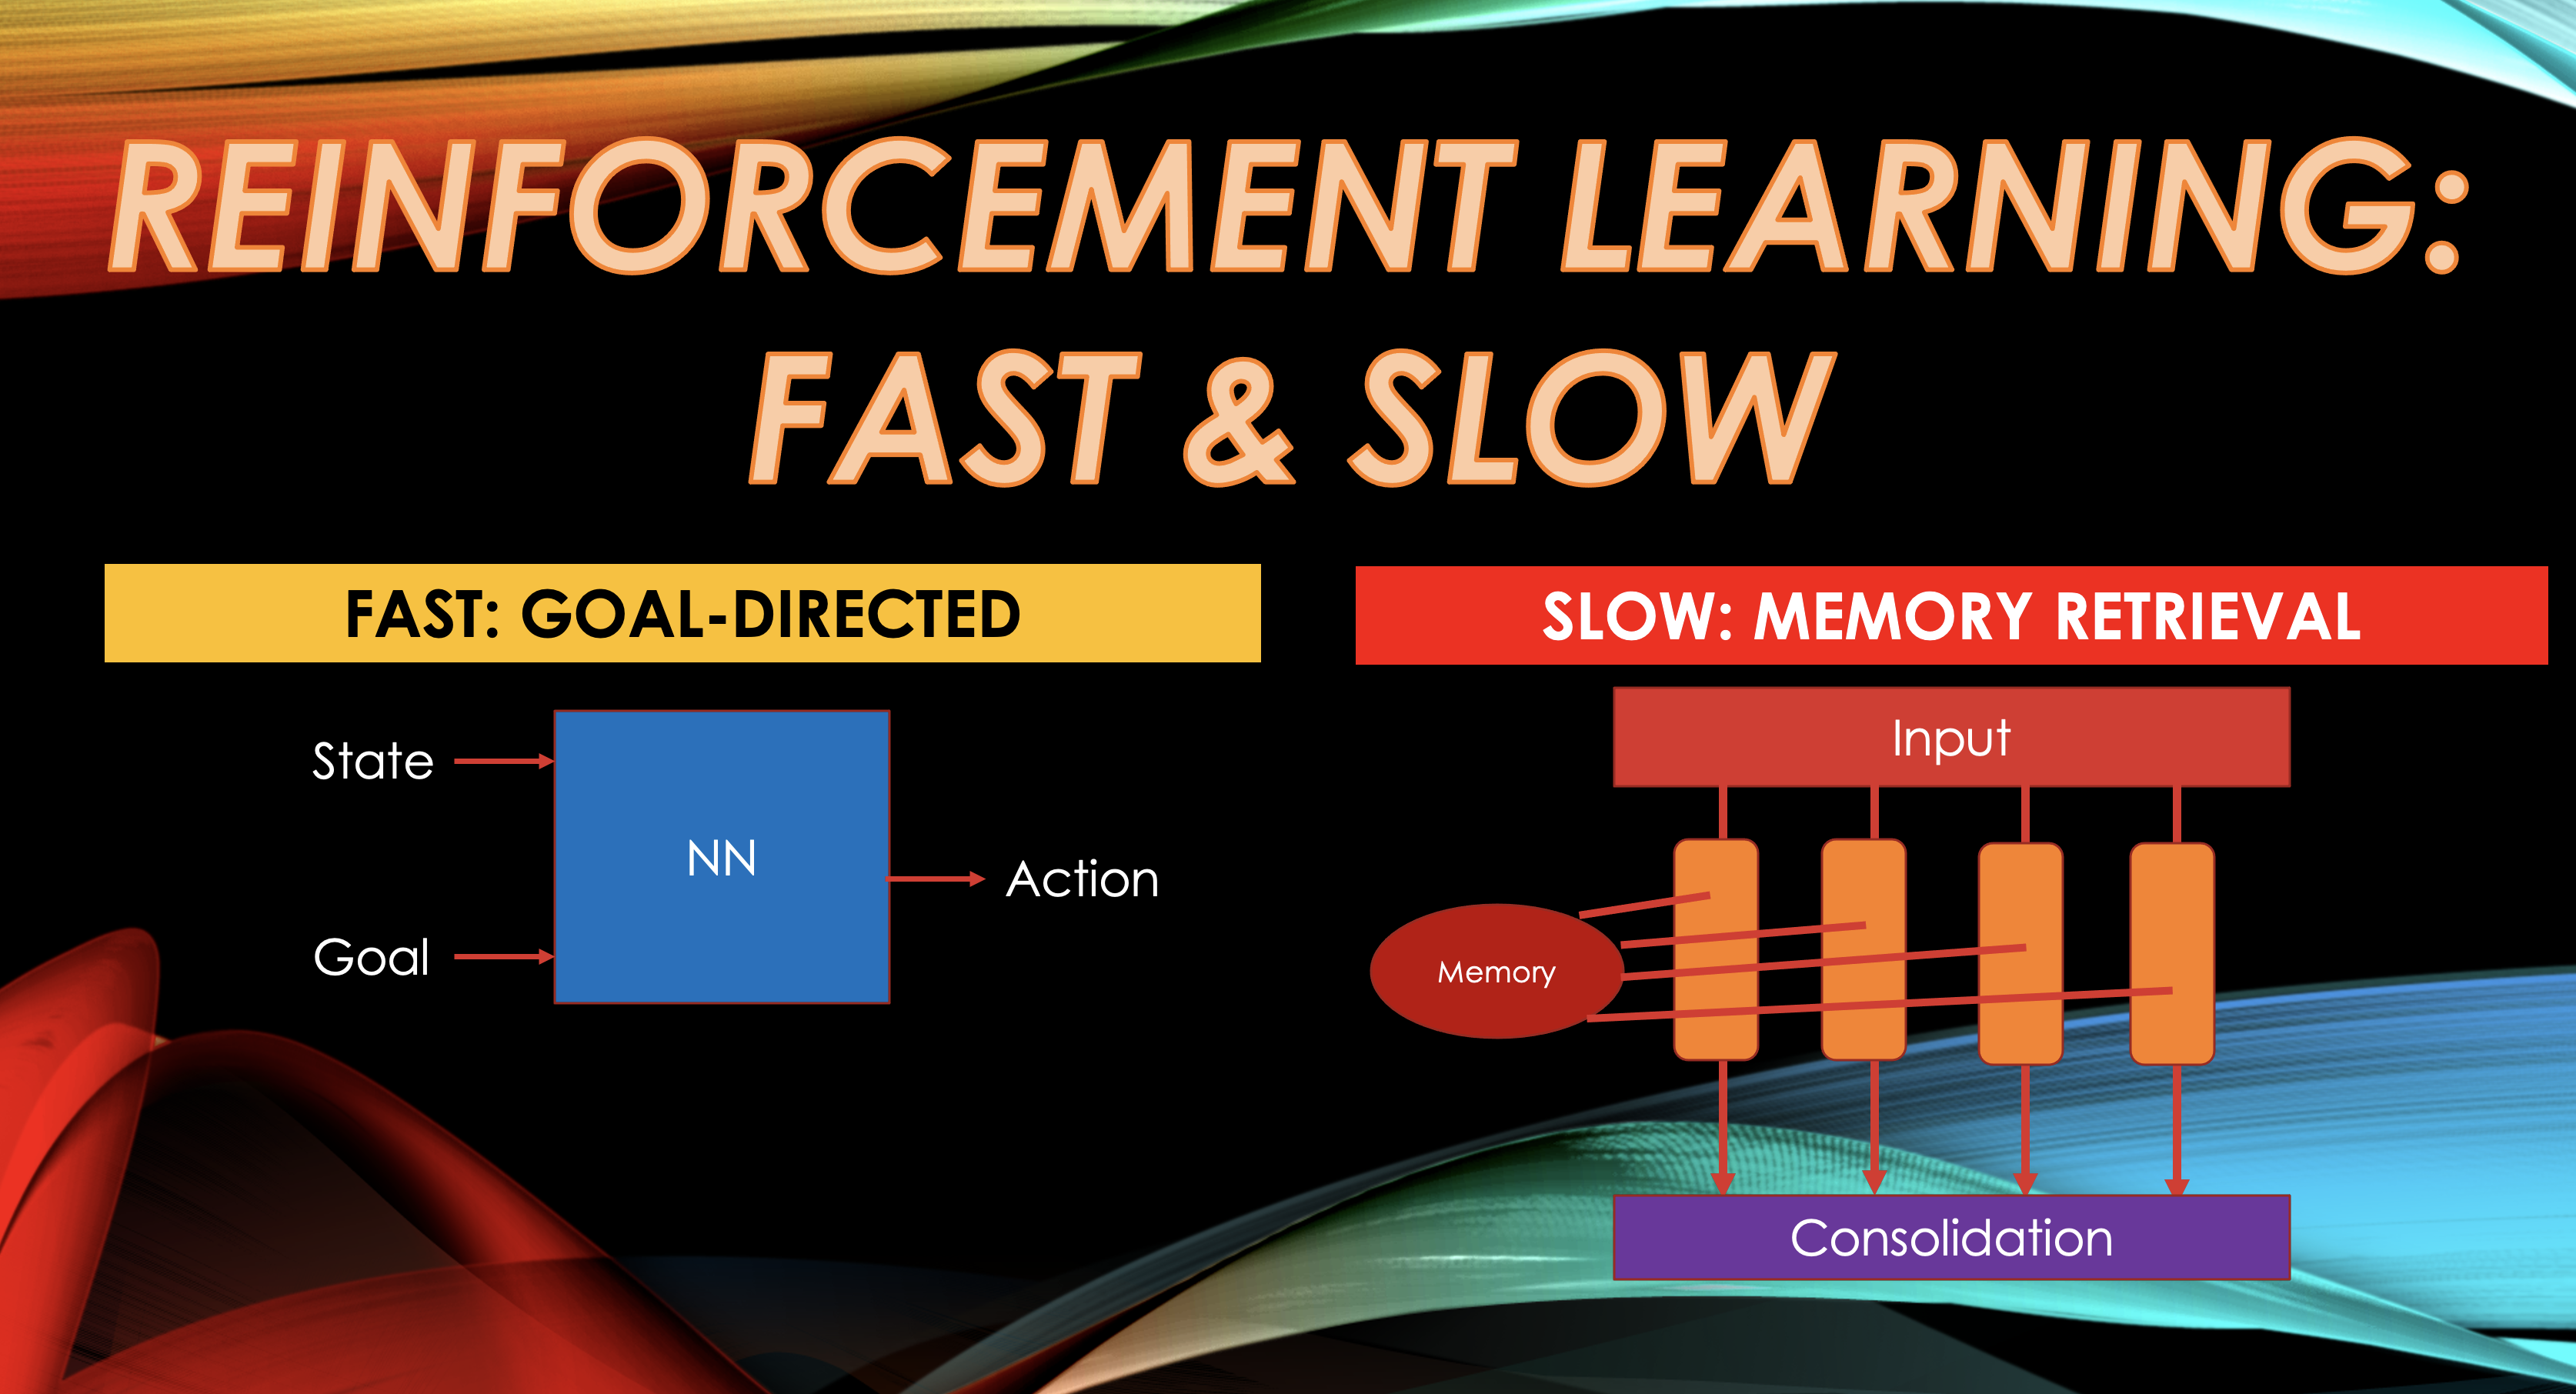 REINFORCEMENT LEARNING:
FAST & SLOW
FAST: GOAL-DIRECTED
State
NN
Goal
Action
SLOW: MEMORY RETRIEVAL
Input
Memory
Consolidation